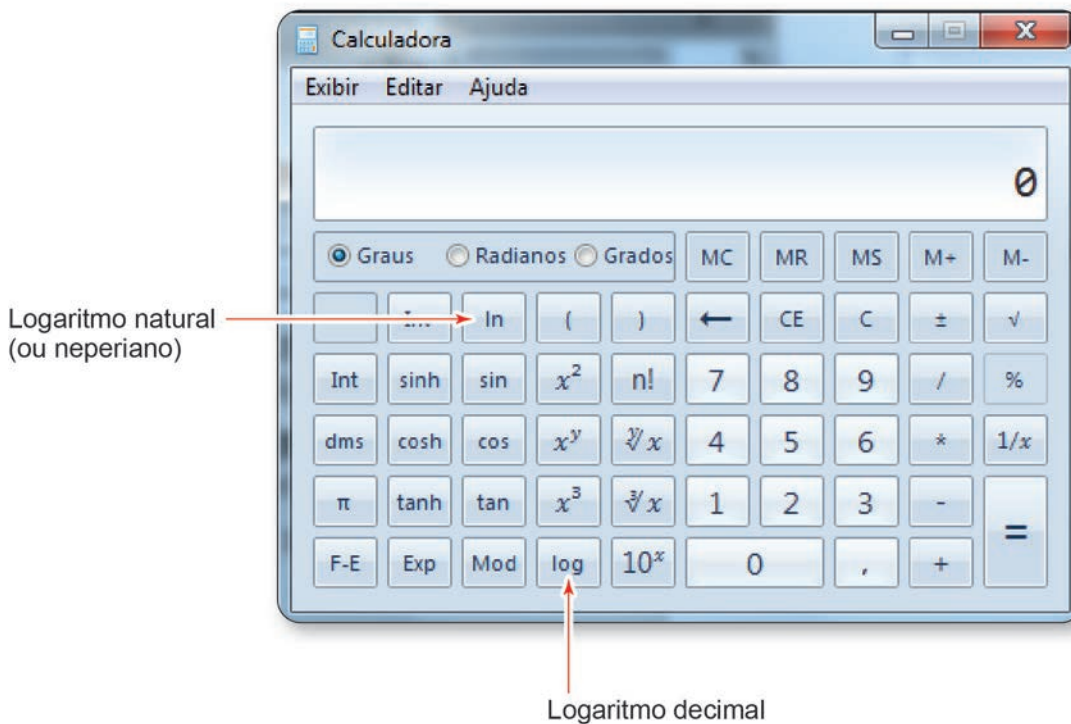 Calculadora
Exibir Editar Ajuda
0
Graus Radianos Grados MC MR MS M+ M-
Logaritmo natural
(ou neperiano)
ln ( ) ← CE C ± √
Int sinh sin x² n! 7 8 9 / %
dms cosh cos xʸ ʸ√x 4 5 6 * 1/x
π tanh tan x³ ³√x 1 2 3 - =
F-E Exp Mod log 10ˣ 0 , +
Logaritmo decimal